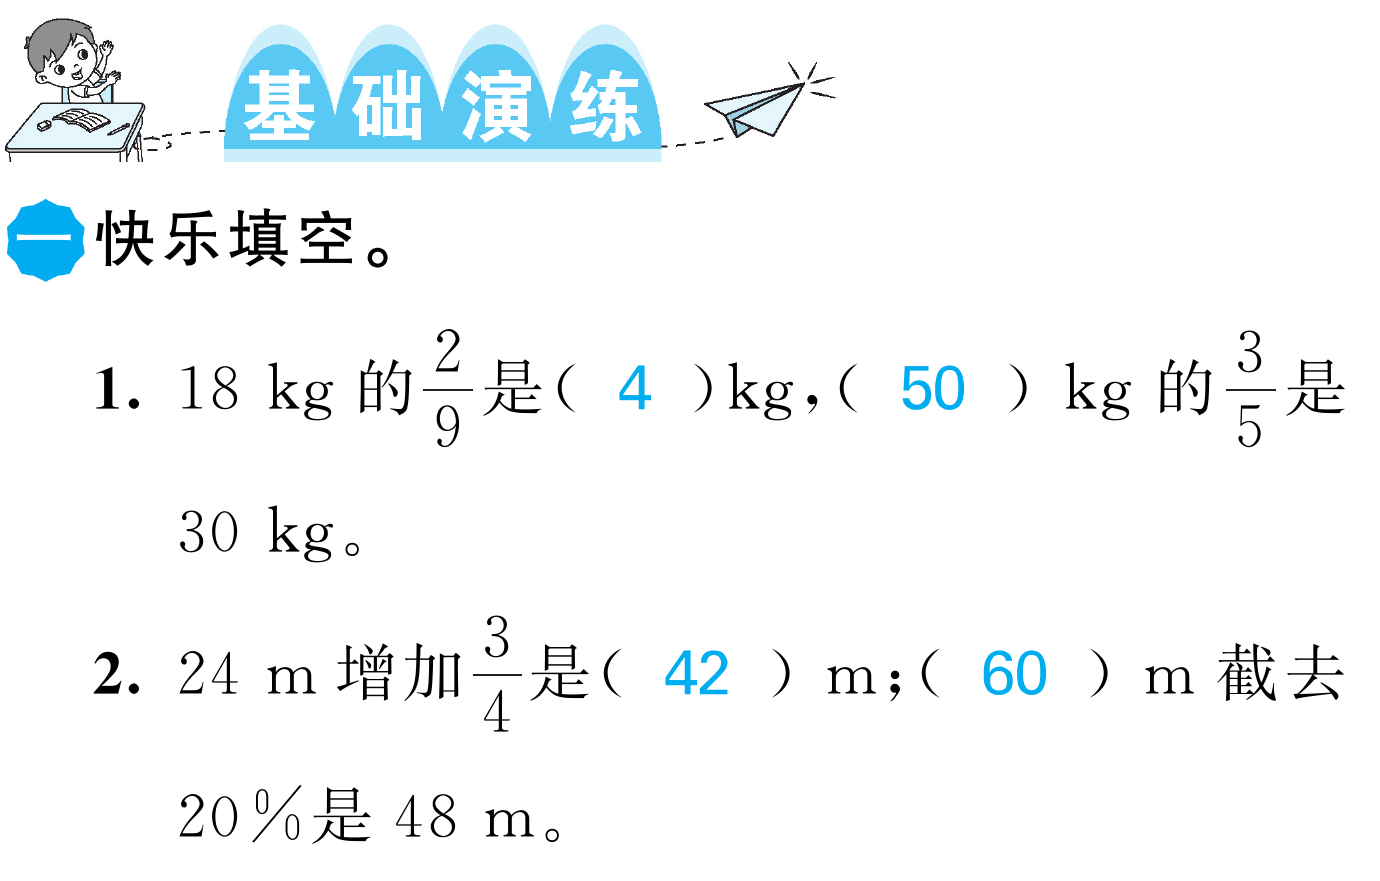 基础演练
一 快乐填空。
1. 18 kg 的 2/9 是( 4 )kg,( 50 ) kg 的 3/5 是
30 kg。
2. 24 m 增加 3/4 是( 42 ) m;( 60 ) m 截去
20%是 48 m。